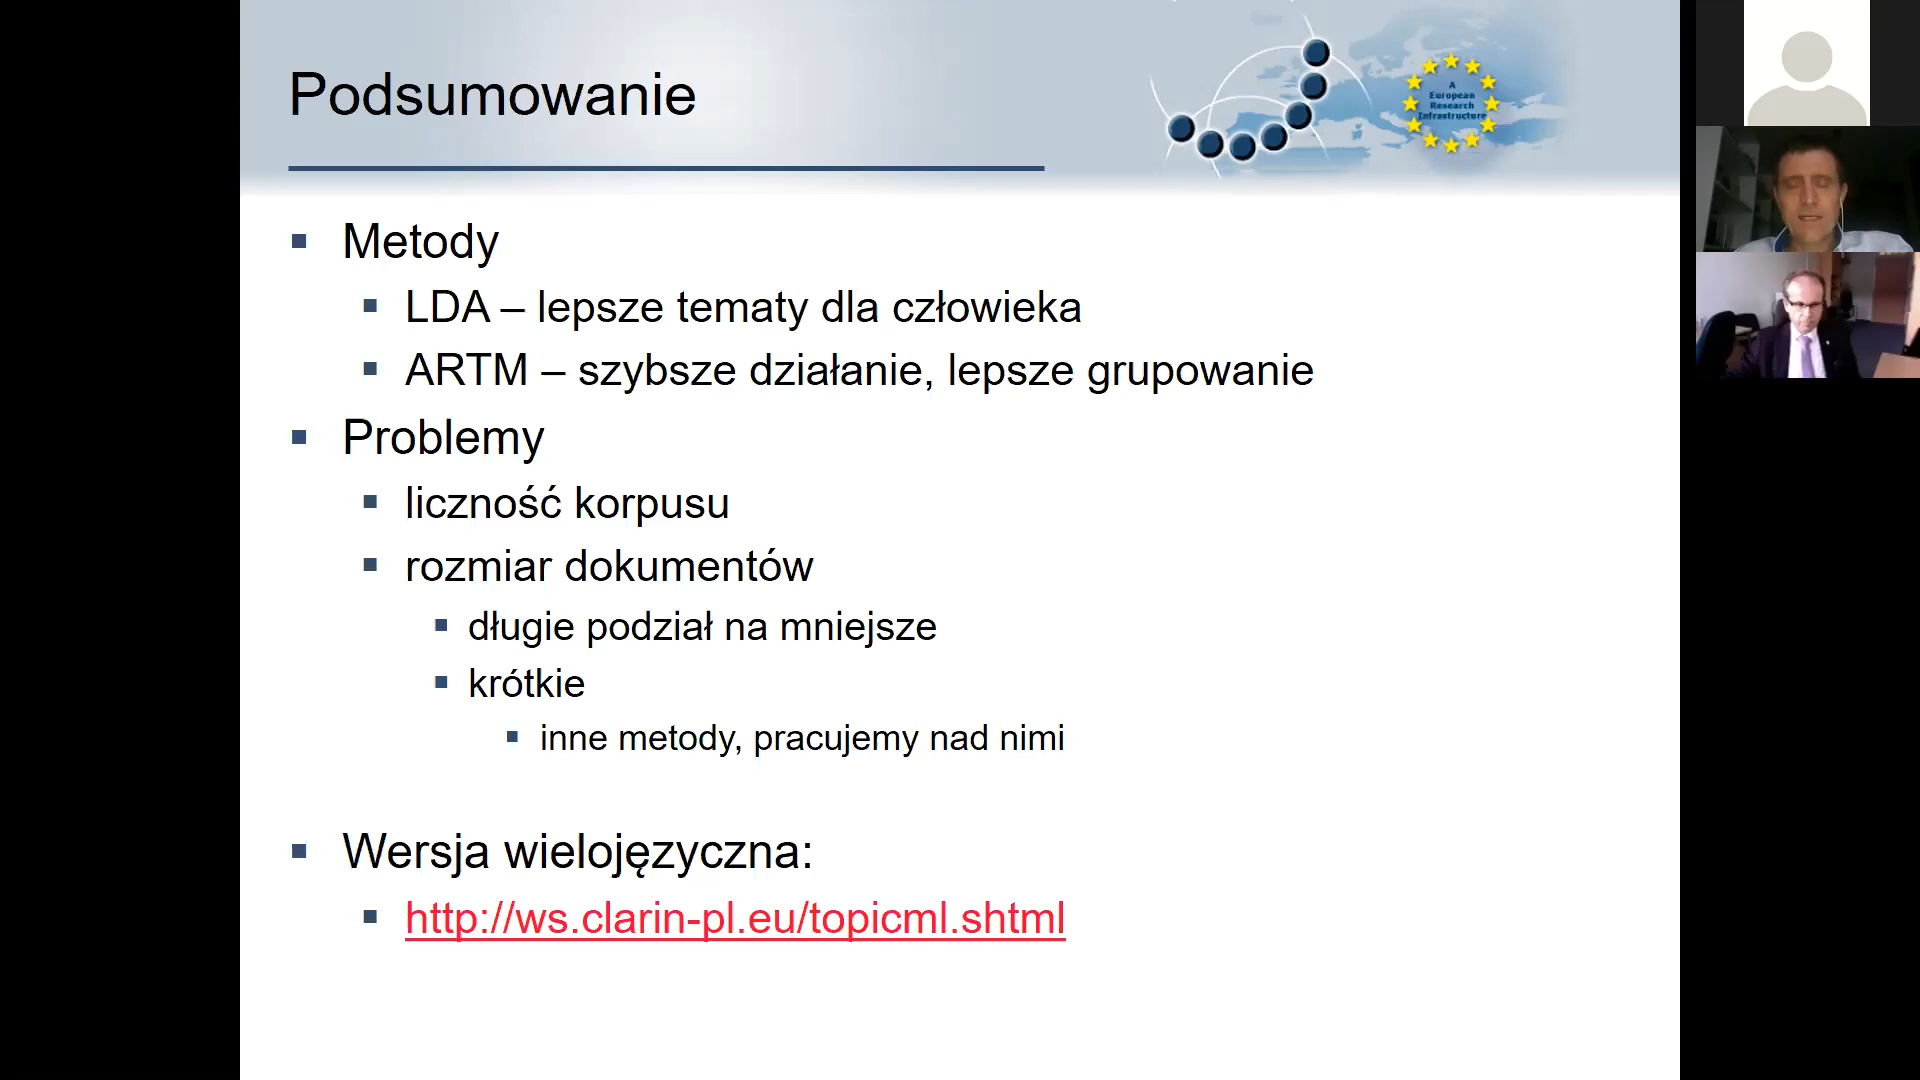 Podsumowanie
A
European
Research
Infrastructure
Metody
LDA – lepsze tematy dla człowieka
ARTM – szybsze działanie, lepsze grupowanie
Problemy
liczność korpusu
rozmiar dokumentów
długie podział na mniejsze
krótkie
inne metody, pracujemy nad nimi
Wersja wielojęzyczna:
http://ws.clarin-pl.eu/topicml.shtml